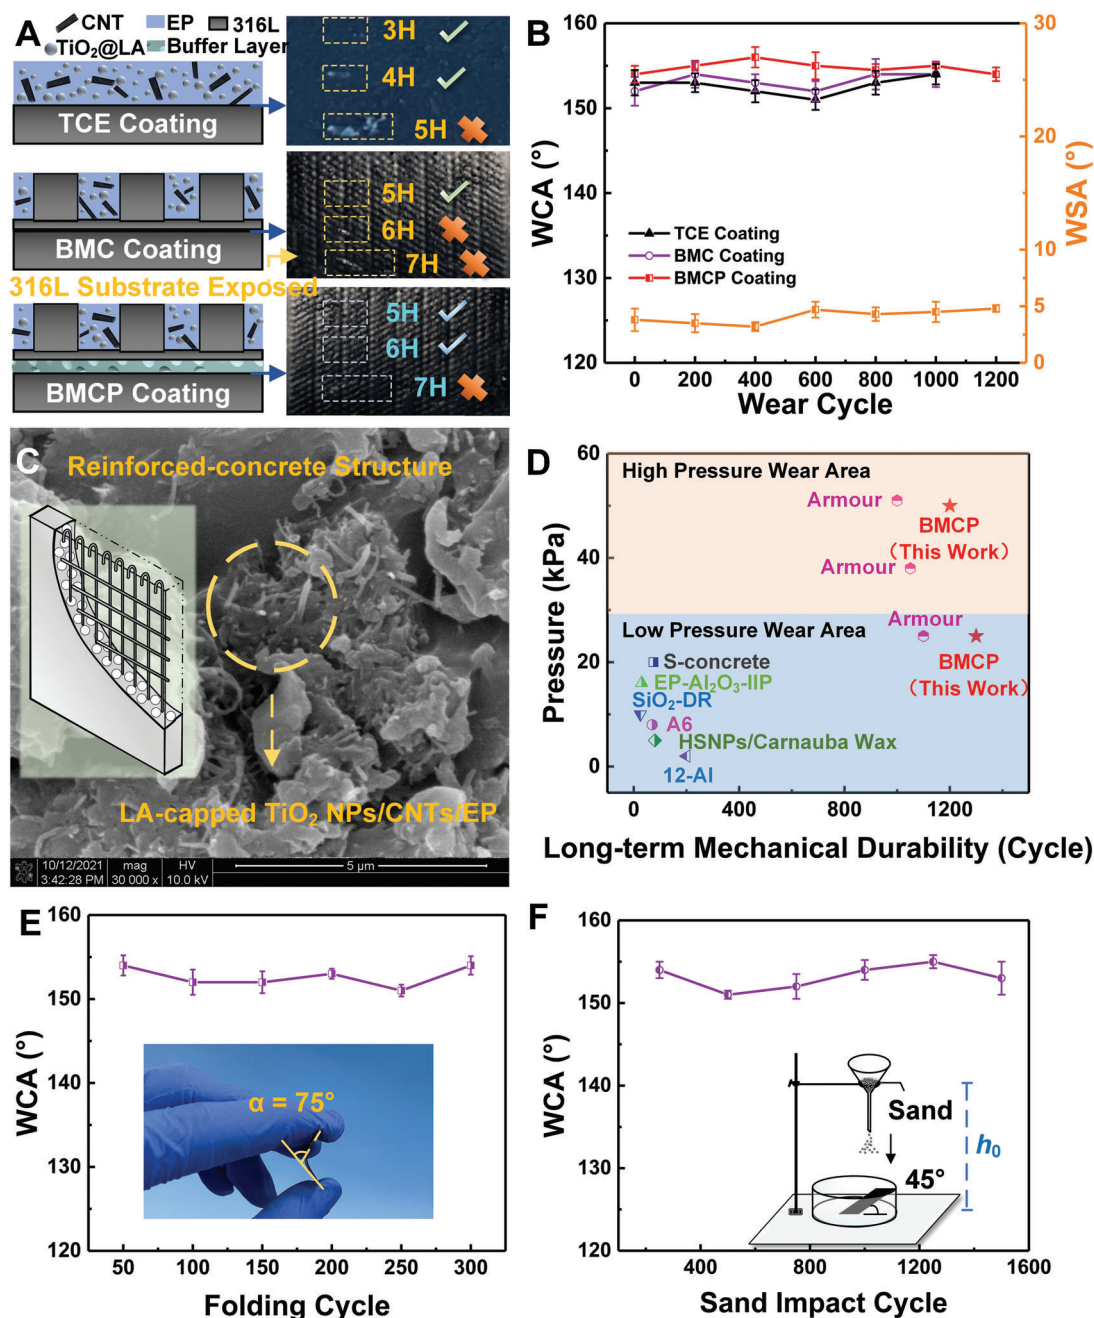 A
CNT EP 316L
TiO₂@LA Buffer Layer
TCE Coating
3H
4H
5H
BMC Coating
5H
6H
7H
316L Substrate Exposed
BMCP Coating
5H
6H
7H
B
160
150
140
130
120
WCA (°)
30
25
20
15
10
5
0
WSA (°)
TCE Coating
BMC Coating
BMCP Coating
0 200 400 600 800 1000 1200
Wear Cycle
C
Reinforced-concrete Structure
LA-capped TiO₂ NPs/CNTs/EP
10/12/2021 mag HV 5 µm
3:42:28 PM 30 000 x 10.0 kV
D
60
40
20
0
Pressure (kPa)
High Pressure Wear Area
Armour
BMCP
(This Work)
Armour
Armour
Low Pressure Wear Area
BMCP
(This Work)
S-concrete
EP-Al₂O₃-IIP
SiO₂-DR
A6
HSNPs/Carnauba Wax
12-Al
0 400 800 1200
Long-term Mechanical Durability (Cycle)
E
160
150
140
130
120
WCA (°)
α = 75°
50 100 150 200 250 300
Folding Cycle
F
160
150
140
130
120
WCA (°)
Sand
h₀
45°
400 800 1200 1600
Sand Impact Cycle